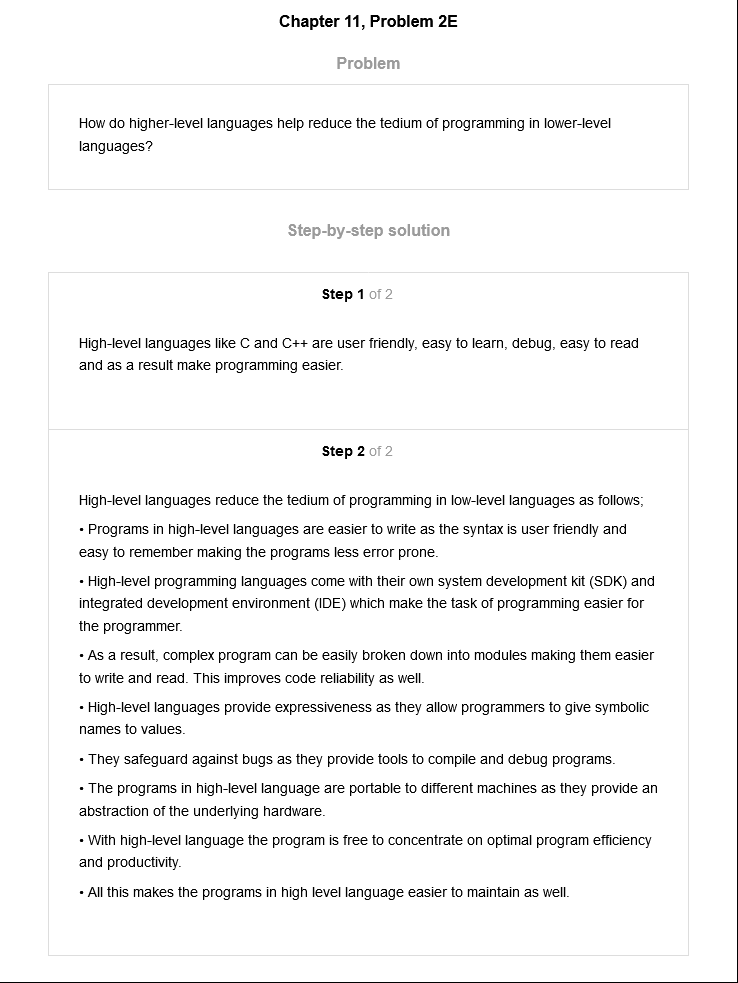 Chapter 11, Problem 2E
Problem
How do higher-level languages help reduce the tedium of programming in lower-level
languages?
Step-by-step solution
Step 1 of 2
High-level languages like C and C++ are user friendly, easy to learn, debug, easy to read
and as a result make programming easier.
Step 2 of 2
High-level languages reduce the tedium of programming in low-level languages as follows;
• Programs in high-level languages are easier to write as the syntax is user friendly and
easy to remember making the programs less error prone.
• High-level programming languages come with their own system development kit (SDK) and
integrated development environment (IDE) which make the task of programming easier for
the programmer.
• As a result, complex program can be easily broken down into modules making them easier
to write and read. This improves code reliability as well.
• High-level languages provide expressiveness as they allow programmers to give symbolic
names to values.
• They safeguard against bugs as they provide tools to compile and debug programs.
• The programs in high-level language are portable to different machines as they provide an
abstraction of the underlying hardware.
• With high-level language the program is free to concentrate on optimal program efficiency
and productivity.
• All this makes the programs in high level language easier to maintain as well.